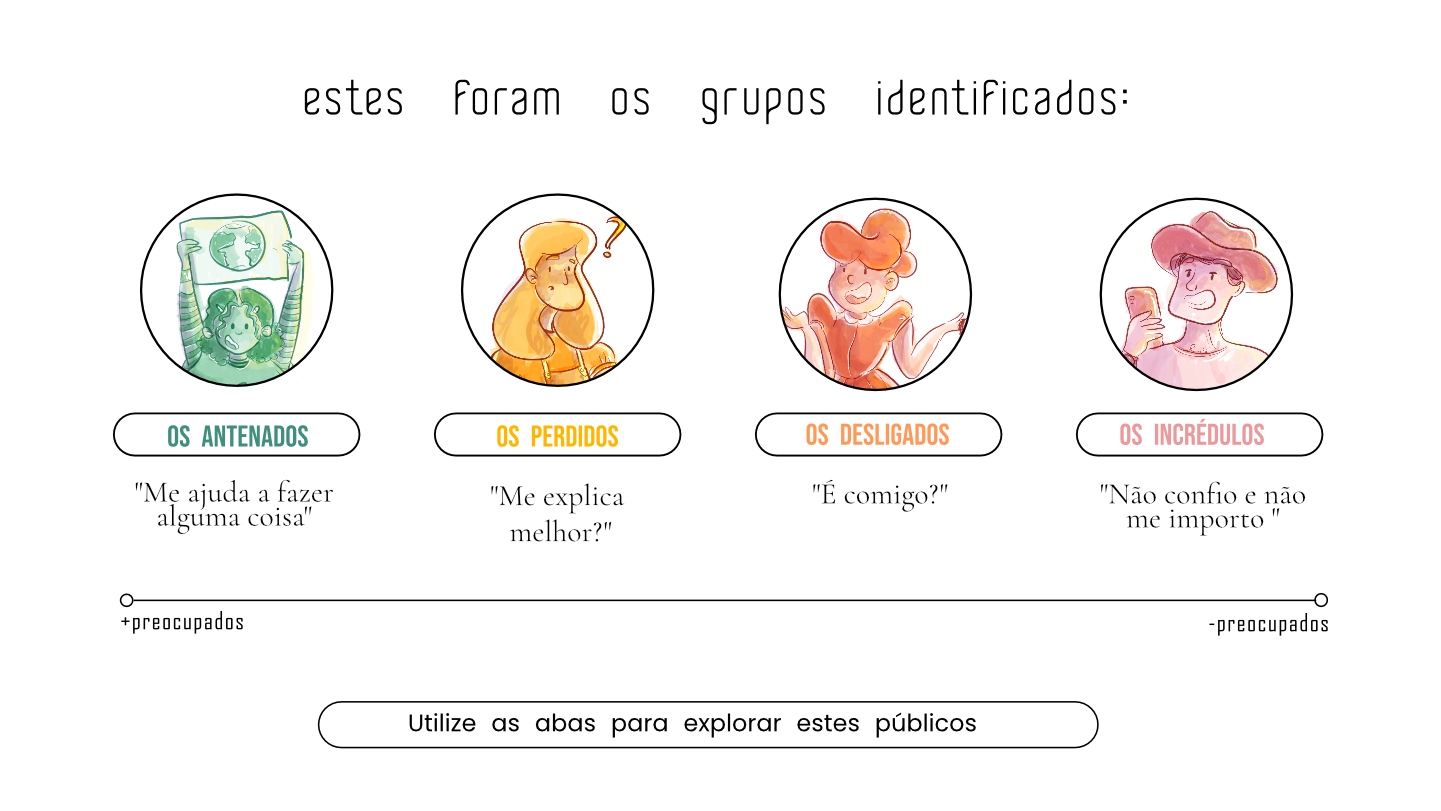 estes foram os grupos identificados:
?
OS ANTENADOS
OS PERDIDOS
OS DESLIGADOS
OS INCRÉDULOS
"Me ajuda a fazer
alguma coisa"
"Me explica
melhor?"
"É comigo?"
"Não confio e não
me importo "
+preocupados
-preocupados
Utilize as abas para explorar estes públicos